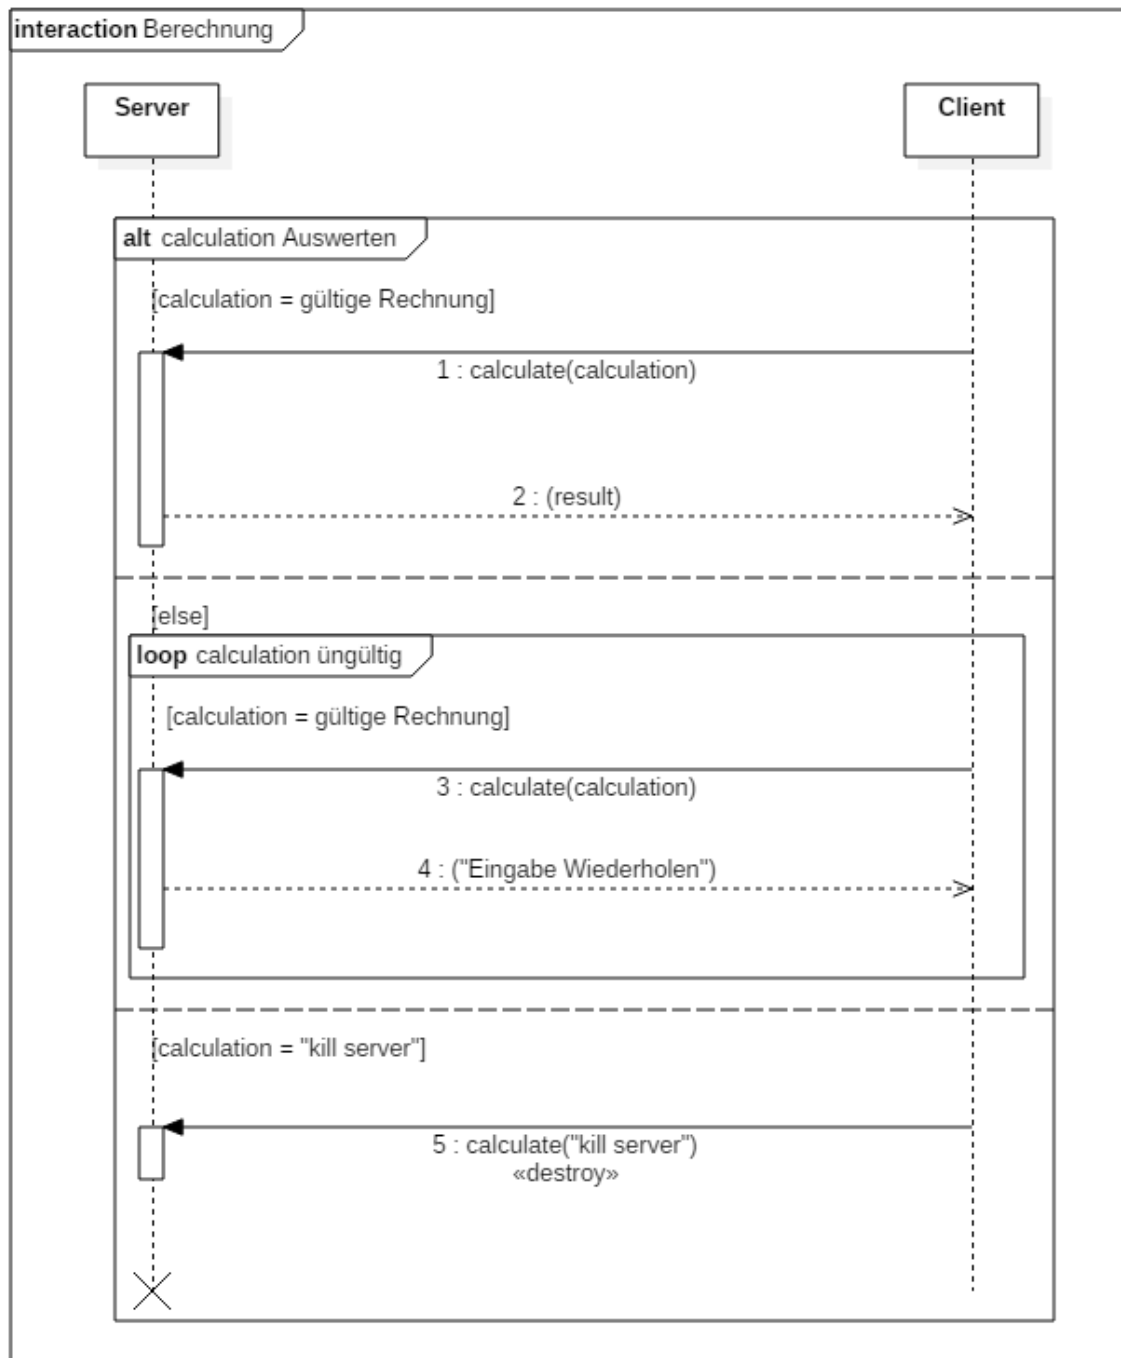 interaction Berechnung
Server
Client
alt calculation Auswerten
[calculation = gültige Rechnung]
1 : calculate(calculation)
2 : (result)
[else]
loop calculation üngültig
[calculation = gültige Rechnung]
3 : calculate(calculation)
4 : ("Eingabe Wiederholen")
[calculation = "kill server"]
5 : calculate("kill server")
«destroy»